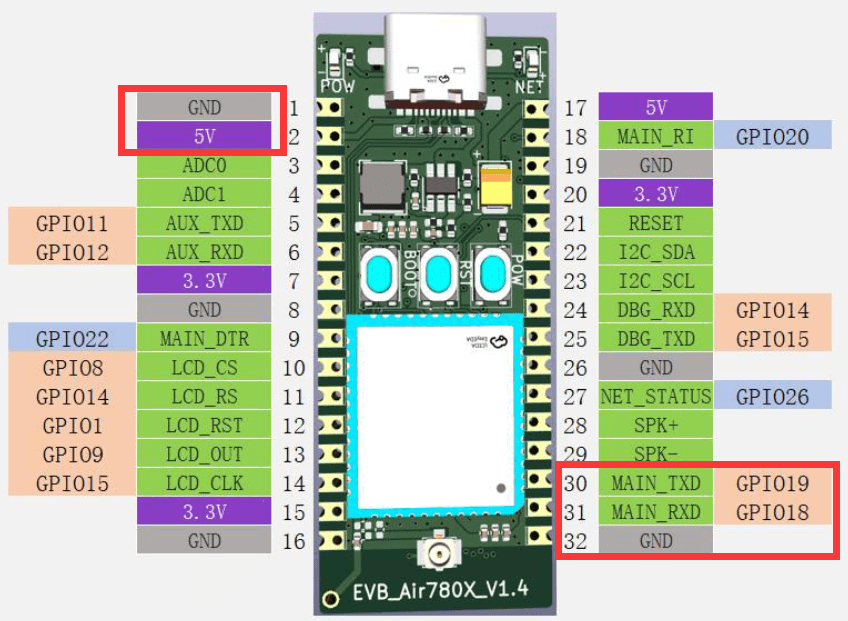 POW NET
GND 1 17 5V
5V 2 18 MAIN_RI GPIO20
ADC0 3 19 GND
ADC1 4 20 3.3V
GPIO11 AUX_TXD 5 21 RESET
GPIO12 AUX_RXD 6 22 I2C_SDA
3.3V 7 23 I2C_SCL
GND 8 24 DBG_RXD GPIO14
GPIO22 MAIN_DTR 9 25 DBG_TXD GPIO15
GPIO8 LCD_CS 10 26 GND
GPIO14 LCD_RS 11 27 NET_STATUS GPIO26
GPIO1 LCD_RST 12 28 SPK+
GPIO9 LCD_OUT 13 29 SPK-
GPIO15 LCD_CLK 14 30 MAIN_TXD GPIO19
3.3V 15 31 MAIN_RXD GPIO18
GND 16 32 GND
BOOT
RST
POW
EVB_Air780X_V1.4